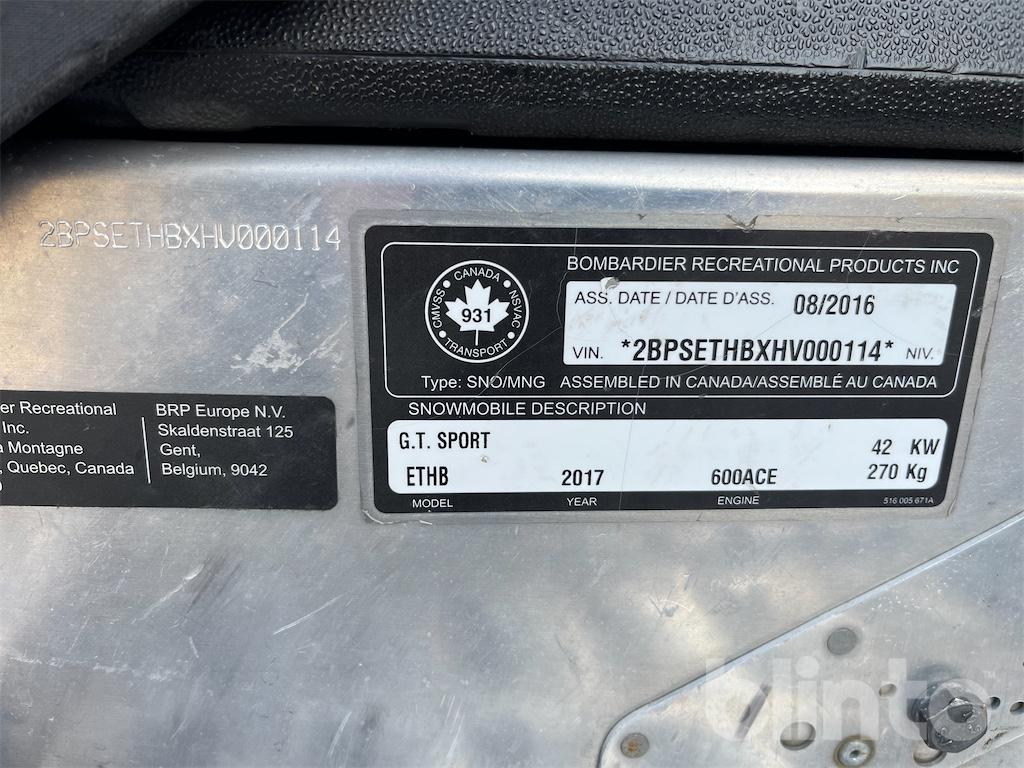 2BPSETHBXHV000114
BOMBARDIER RECREATIONAL PRODUCTS INC
CANADA
CMVSS
NSVAC
931
TRANSPORT
ASS. DATE / DATE D'ASS. 08/2016
VIN. *2BPSETHBXHV000114* NIV.
Type: SNO/MNG ASSEMBLED IN CANADA/ASSEMBLÉ AU CANADA
SNOWMOBILE DESCRIPTION
G.T. SPORT 42 KW
ETHB 2017 600ACE 270 Kg
MODEL YEAR ENGINE 516 005 671A
er Recreational
Inc.
a Montagne
, Quebec, Canada
BRP Europe N.V.
Skaldenstraat 125
Gent,
Belgium, 9042
blinto